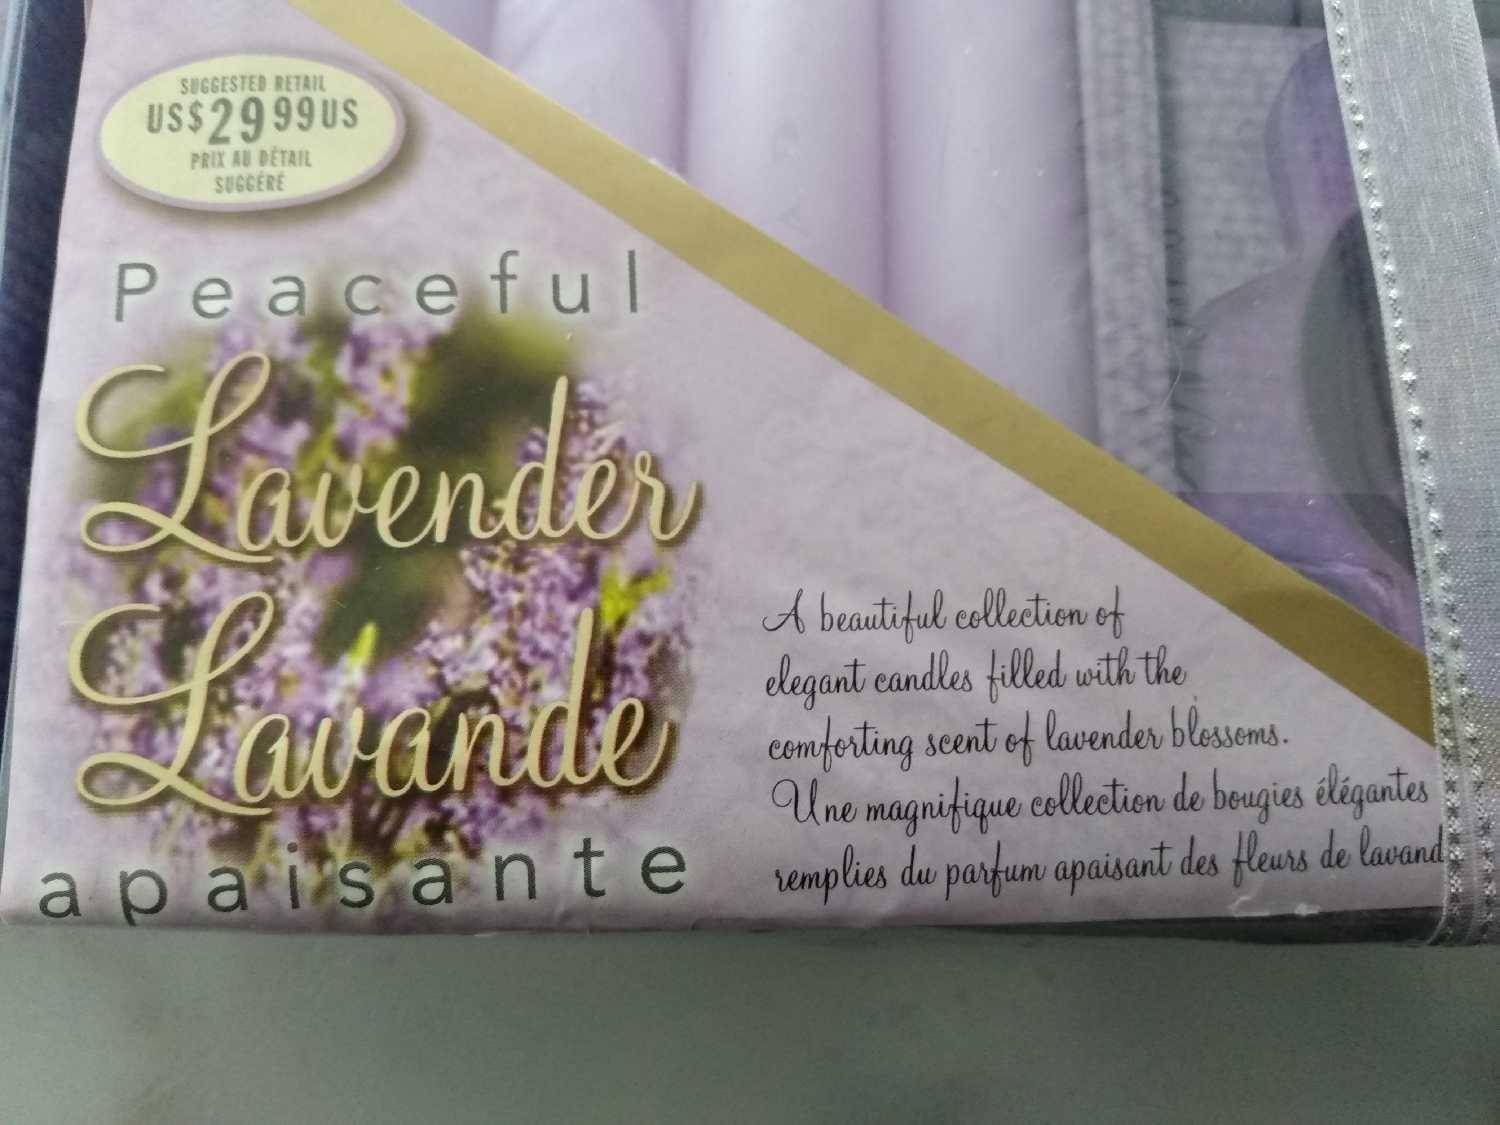 SUGGESTED RETAIL
US$2999US
PRIX AU DÉTAIL
SUGGÉRÉ
Peaceful
Lavender
Lavande
apaisante
A beautiful collection of
elegant candles filled with the
comforting scent of lavender blossoms.
Une magnifique collection de bougies élégantes
remplies du parfum apaisant des fleurs de lavand